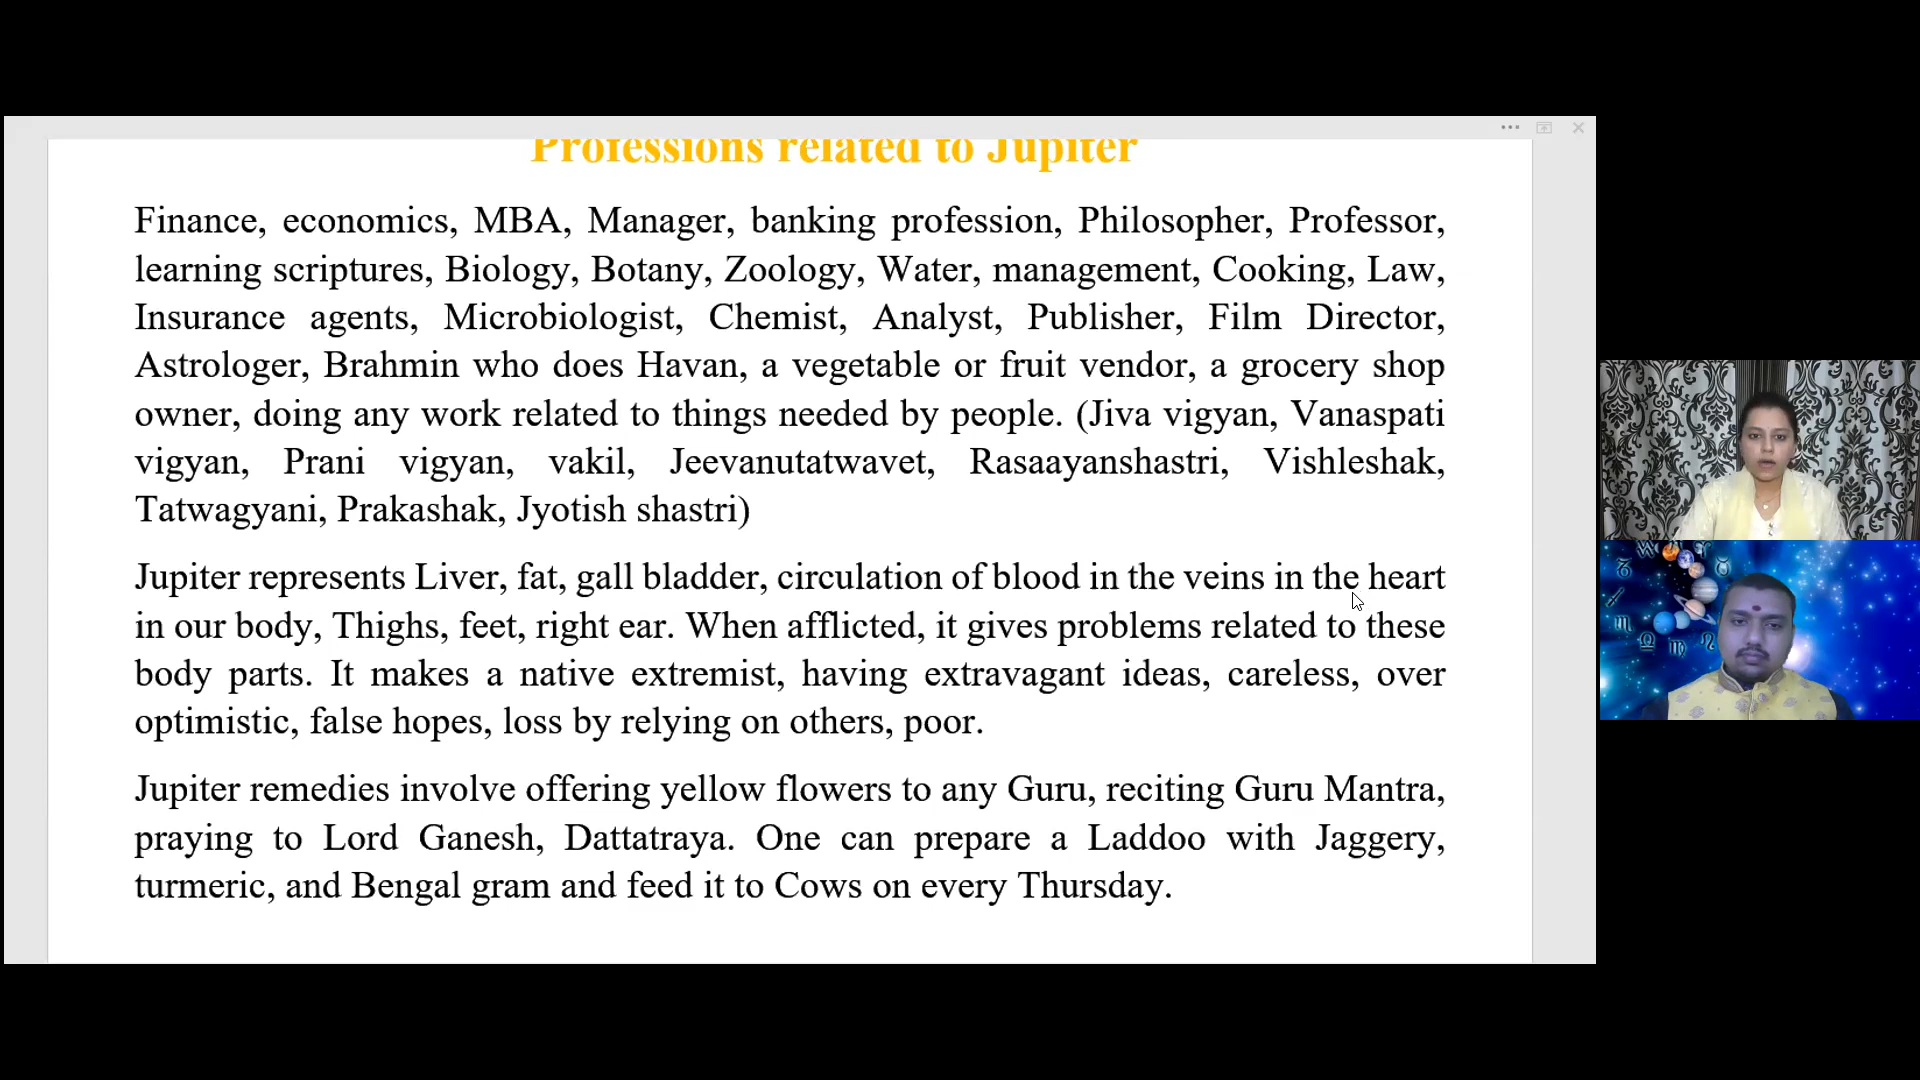 Professions related to Jupiter
Finance, economics, MBA, Manager, banking profession, Philosopher, Professor,
learning scriptures, Biology, Botany, Zoology, Water, management, Cooking, Law,
Insurance agents, Microbiologist, Chemist, Analyst, Publisher, Film Director,
Astrologer, Brahmin who does Havan, a vegetable or fruit vendor, a grocery shop
owner, doing any work related to things needed by people. (Jiva vigyan, Vanaspati
vigyan, Prani vigyan, vakil, Jeevanutatwavet, Rasaayanshastri, Vishleshak,
Tatwagyani, Prakashak, Jyotish shastri)
Jupiter represents Liver, fat, gall bladder, circulation of blood in the veins in the heart
in our body, Thighs, feet, right ear. When afflicted, it gives problems related to these
body parts. It makes a native extremist, having extravagant ideas, careless, over
optimistic, false hopes, loss by relying on others, poor.
Jupiter remedies involve offering yellow flowers to any Guru, reciting Guru Mantra,
praying to Lord Ganesh, Dattatraya. One can prepare a Laddoo with Jaggery,
turmeric, and Bengal gram and feed it to Cows on every Thursday.